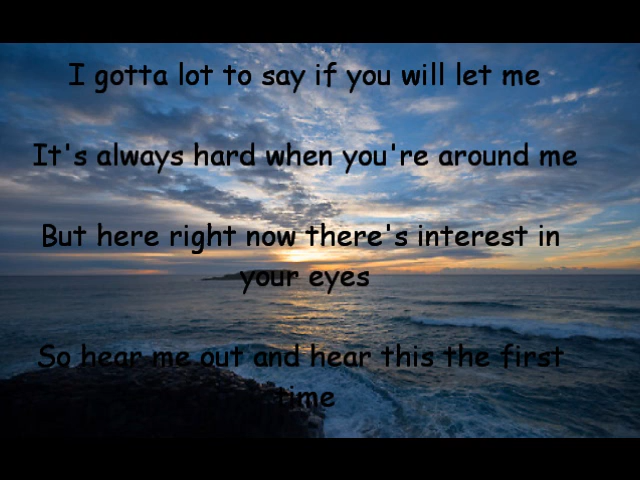 I gotta lot to say if you will let me
It's always hard when you're around me
But here right now there's interest in
your eyes
So hear me out and hear this the first
time